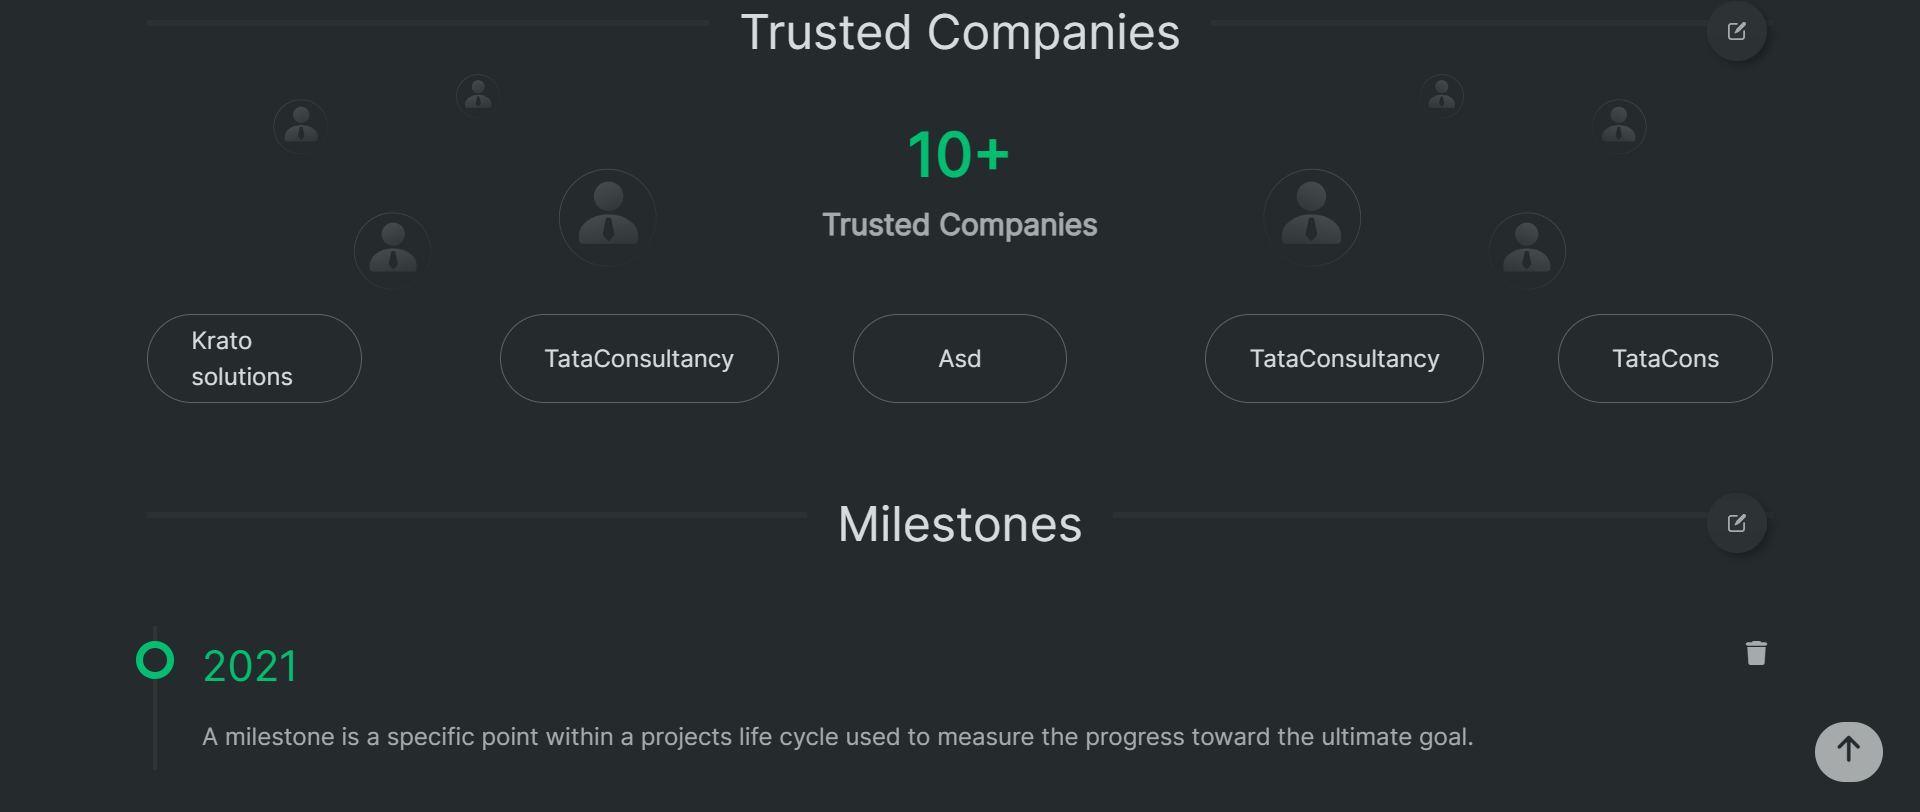 Trusted Companies
10+
Trusted Companies
Krato
solutions
TataConsultancy
Asd
TataConsultancy
TataCons
Milestones
2021
A milestone is a specific point within a projects life cycle used to measure the progress toward the ultimate goal.